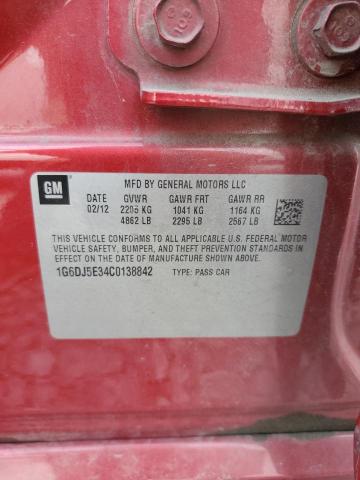 GM
MFD BY GENERAL MOTORS LLC
DATE GVWR GAWR FRT GAWR RR
02/12 2205 KG 1041 KG 1164 KG
4862 LB 2295 LB 2567 LB
THIS VEHICLE CONFORMS TO ALL APPLICABLE U.S. FEDERAL MOTOR
VEHICLE SAFETY, BUMPER, AND THEFT PREVENTION STANDARDS IN
EFFECT ON THE DATE OF MANUFACTURE SHOWN ABOVE.
1G6DJ5E34C0138842 TYPE: PASS CAR